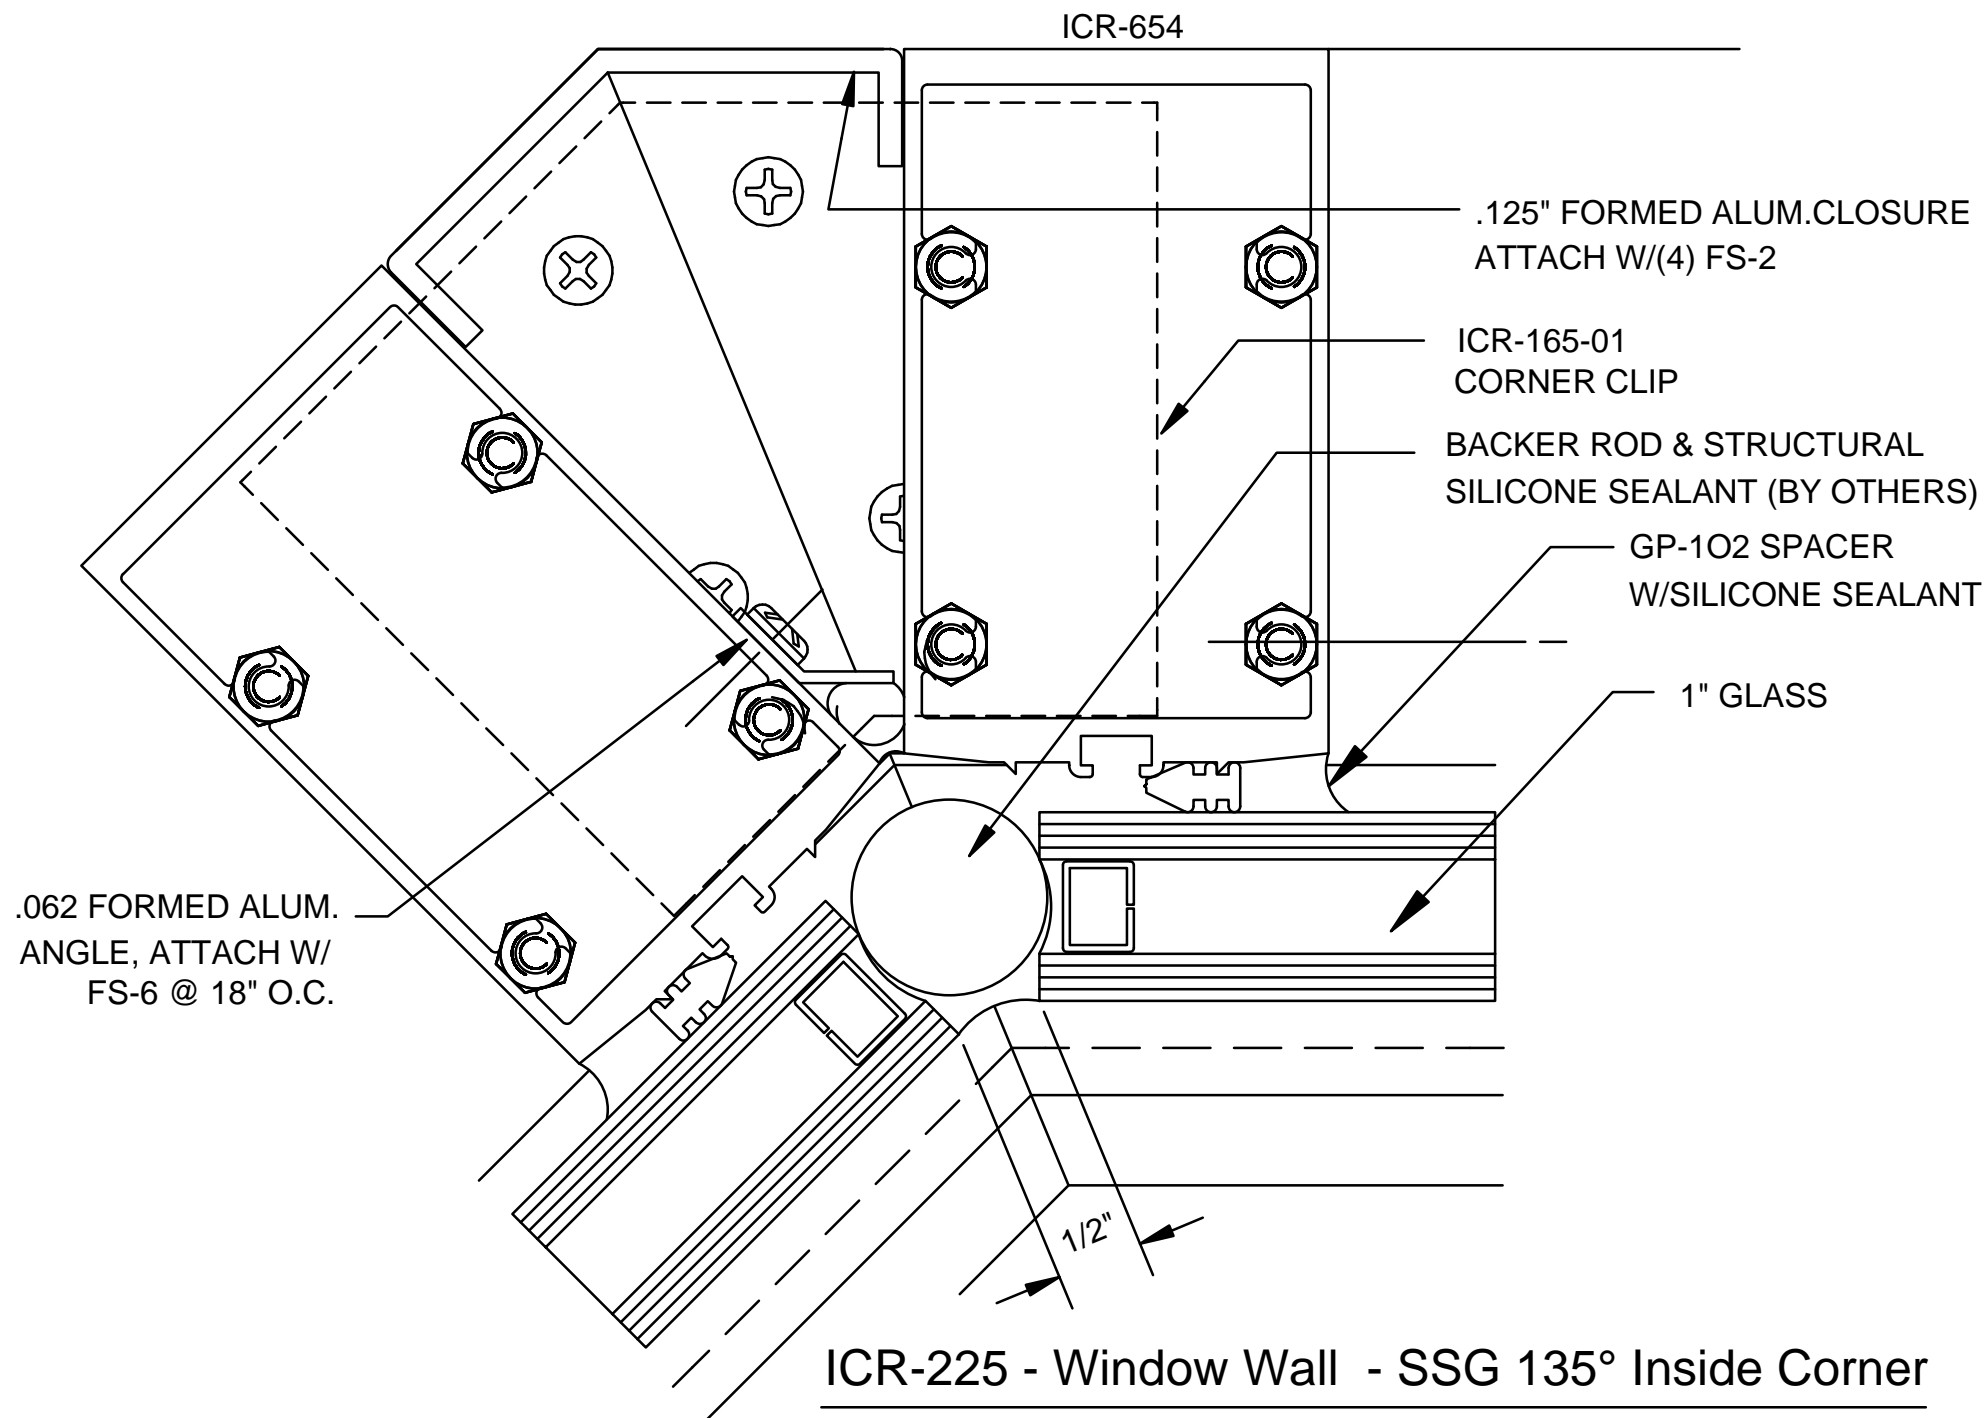 ICR-654
.125" FORMED ALUM.CLOSURE
ATTACH W/(4) FS-2
ICR-165-01
CORNER CLIP
BACKER ROD & STRUCTURAL
SILICONE SEALANT (BY OTHERS)
GP-1O2 SPACER
W/SILICONE SEALANT
1" GLASS
.062 FORMED ALUM.
ANGLE, ATTACH W/
FS-6 @ 18" O.C.
1/2"
ICR-225 - Window Wall - SSG 135° Inside Corner